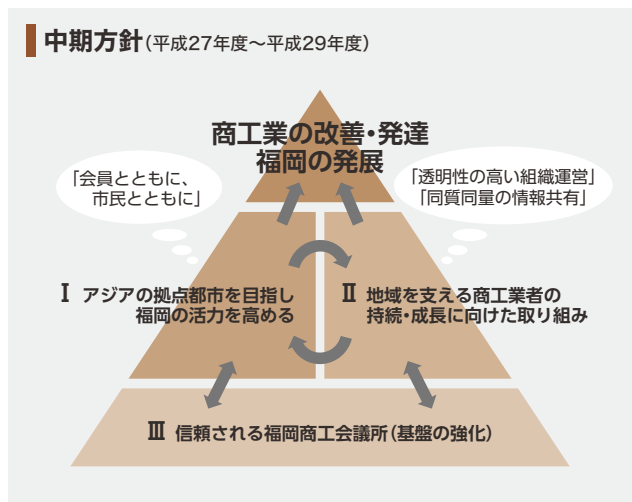 中期方針(平成27年度～平成29年度)
商工業の改善・発達
福岡の発展
「会員とともに、
市民とともに」
「透明性の高い組織運営」
「同質同量の情報共有」
Ⅰ アジアの拠点都市を目指し
福岡の活力を高める
Ⅱ 地域を支える商工業者の
持続・成長に向けた取り組み
Ⅲ 信頼される福岡商工会議所(基盤の強化)